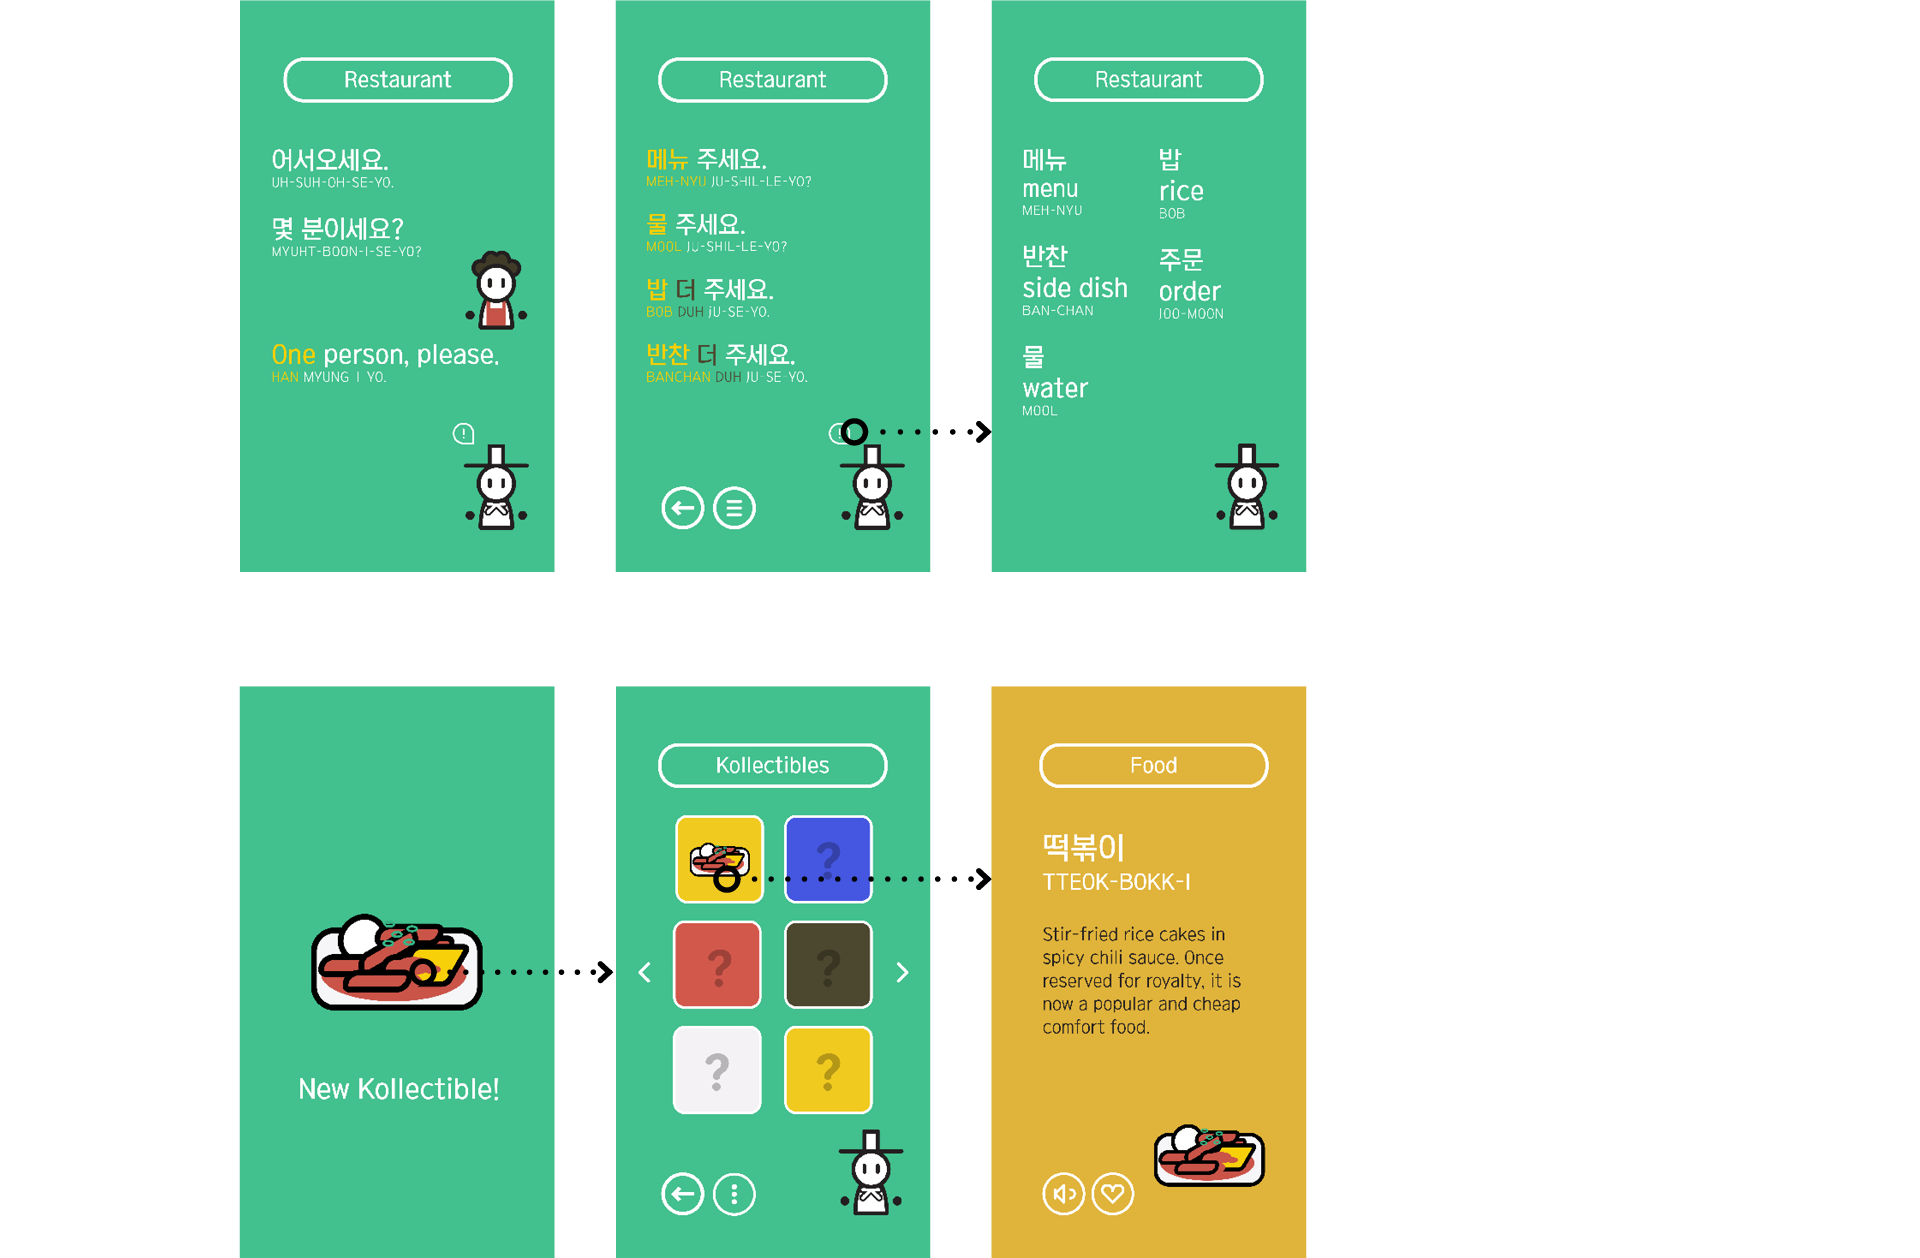 Restaurant
어서오세요.
UH-SUH-OH-SE-YO.
몇 분이세요?
MYUHT-BOON-I-SE-YO?
One person, please.
HAN MYUNG I YO.
!
Restaurant
메뉴 주세요.
MEH-NYU JU-SHIL-LE-YO?
물 주세요.
MOOL JU-SHIL-LE-YO?
밥 더 주세요.
BOB DUH JU-SE-YO.
반찬 더 주세요.
BANCHAN DUH JU-SE-YO.
Restaurant
메뉴
menu
MEH-NYU
반찬
side dish
BAN-CHAN
물
water
MOOL
밥
rice
BOB
주문
order
JOO-MOON
New Kollectible!
Kollectibles
? 
? ?
? ?
Food
떡볶이
TTEOK-BOKK-I
Stir-fried rice cakes in
spicy chili sauce. Once
reserved for royalty, it is
now a popular and cheap
comfort food.